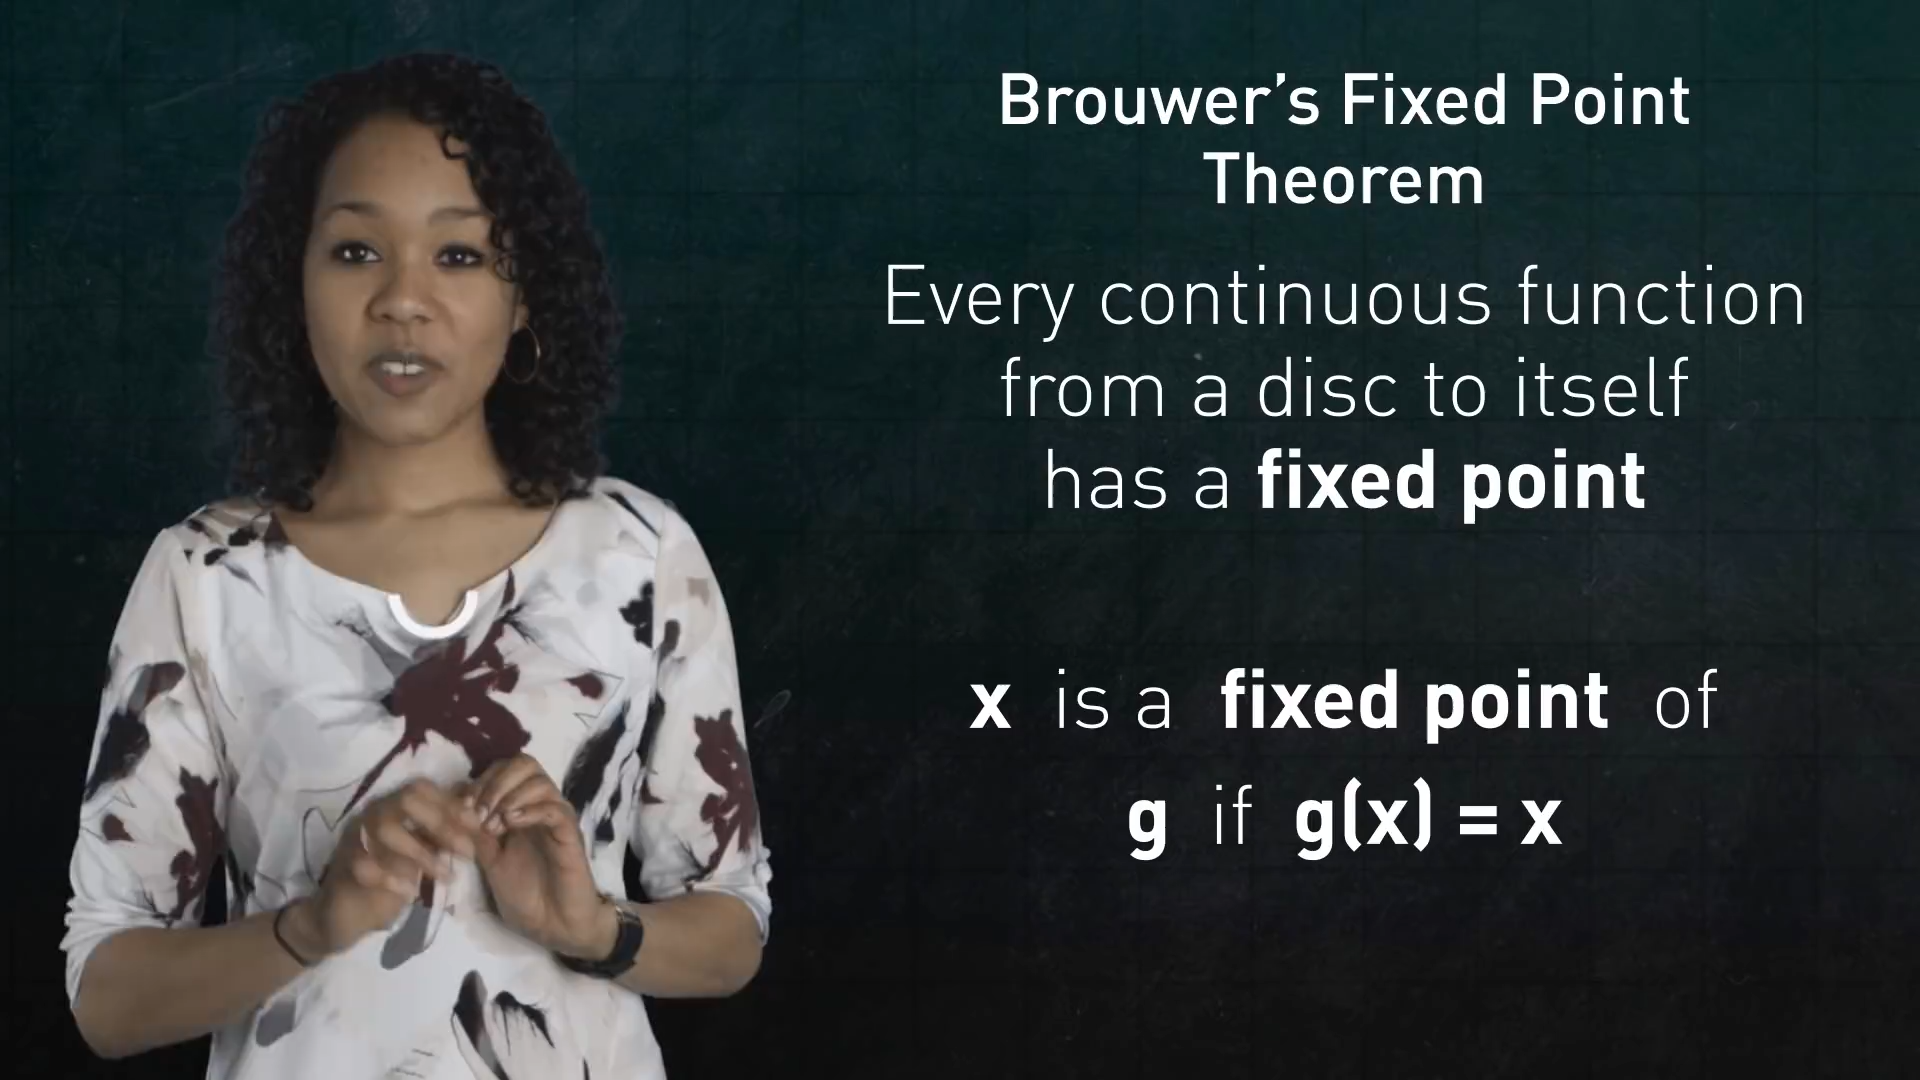 Brouwer’s Fixed Point
Theorem
Every continuous function
from a disc to itself
has a fixed point
x is a fixed point of
g if g(x) = x